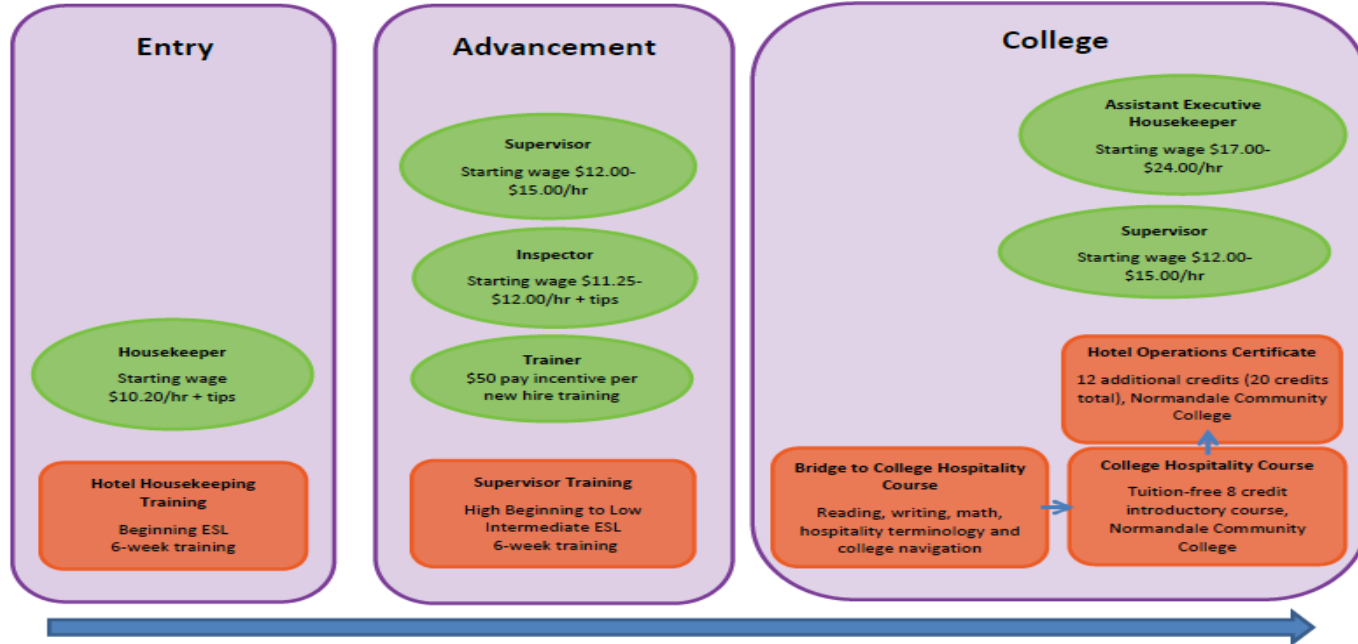 Entry
Housekeeper
Starting wage
$10.20/hr + tips
Hotel Housekeeping
Training
Beginning ESL
6-week training
Advancement
Supervisor
Starting wage $12.00-
$15.00/hr
Inspector
Starting wage $11.25-
$12.00/hr + tips
Trainer
$50 pay incentive per
new hire training
Supervisor Training
High Beginning to Low
Intermediate ESL
6-week training
College
Assistant Executive
Housekeeper
Starting wage $17.00-
$24.00/hr
Supervisor
Starting wage $12.00-
$15.00/hr
Hotel Operations Certificate
12 additional credits (20 credits
total), Normandale Community
College
Bridge to College Hospitality
Course
Reading, writing, math,
hospitality terminology and
college navigation
College Hospitality Course
Tuition-free 8 credit
introductory course,
Normandale Community
College